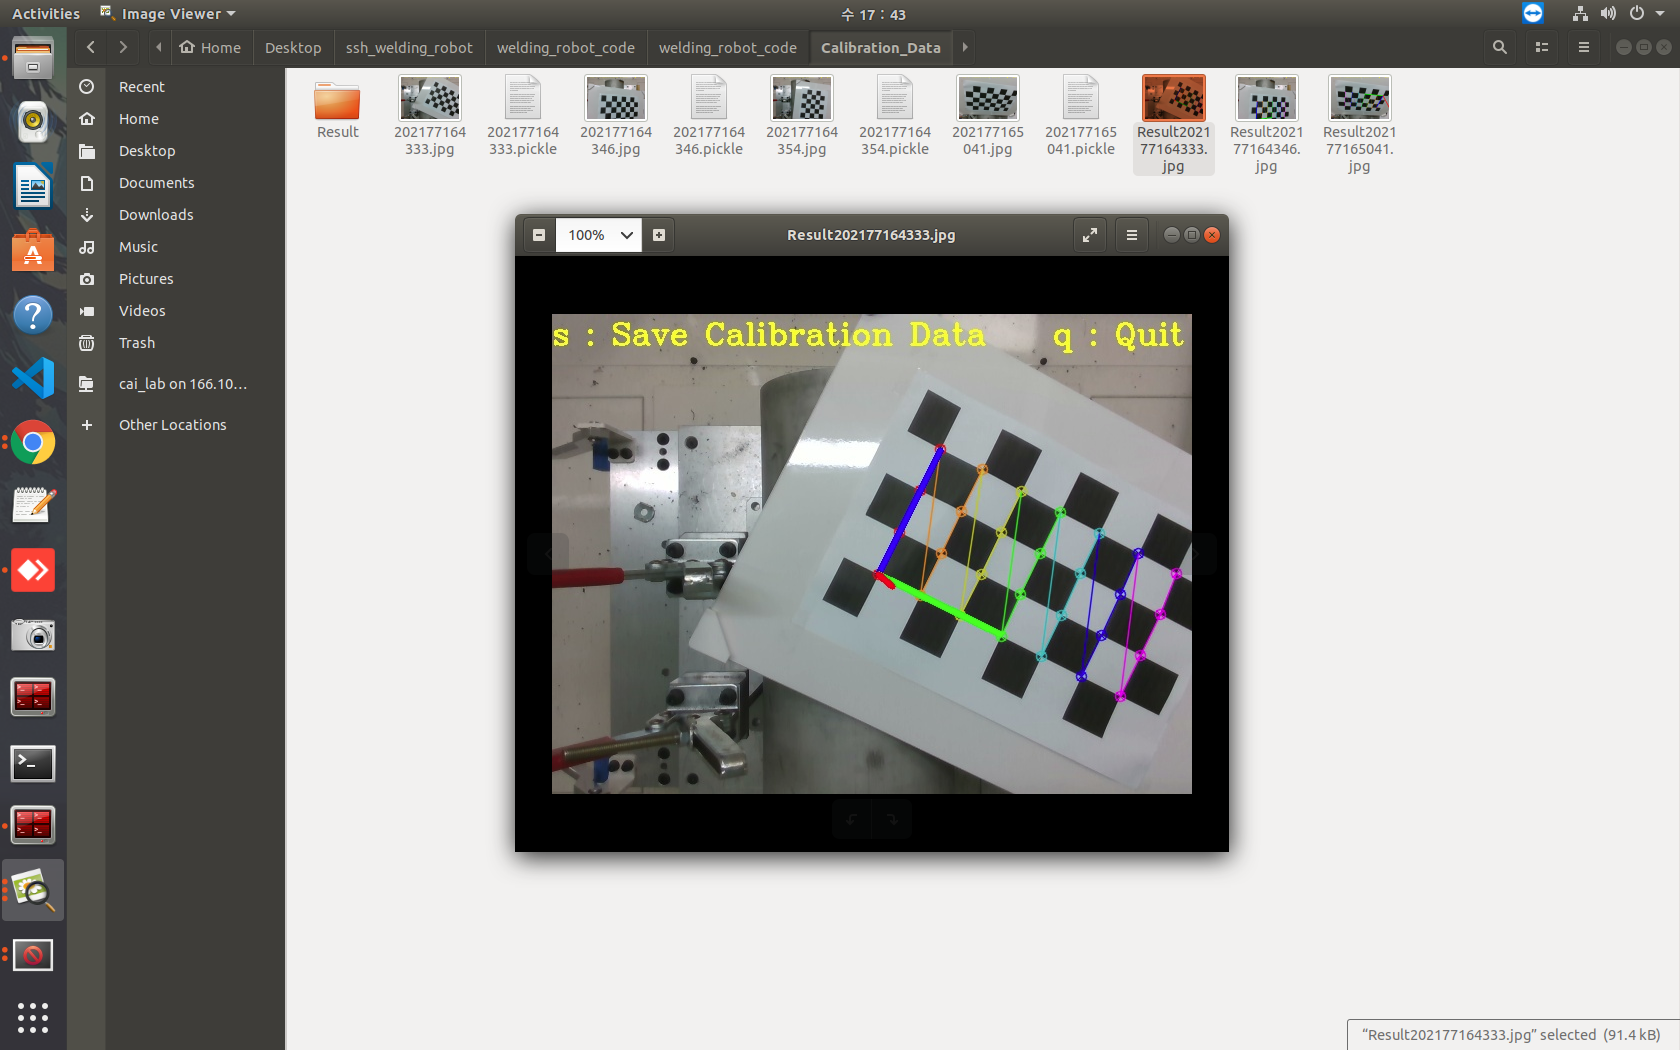 Activities
Image Viewer
수 17 : 43
Home
Desktop
ssh_welding_robot
welding_robot_code
welding_robot_code
Calibration_Data
Recent
Home
Desktop
Documents
Downloads
Music
Pictures
Videos
Trash
cai_lab on 166.10…
Other Locations
Result
202177164
333.jpg
202177164
333.pickle
202177164
346.jpg
202177164
346.pickle
202177164
354.jpg
202177164
354.pickle
202177165
041.jpg
202177165
041.pickle
Result2021
77164333.
jpg
Result2021
77164346.
jpg
Result2021
77165041.
jpg
100%
Result202177164333.jpg
s : Save Calibration Data q : Quit
“Result202177164333.jpg” selected (91.4 kB)